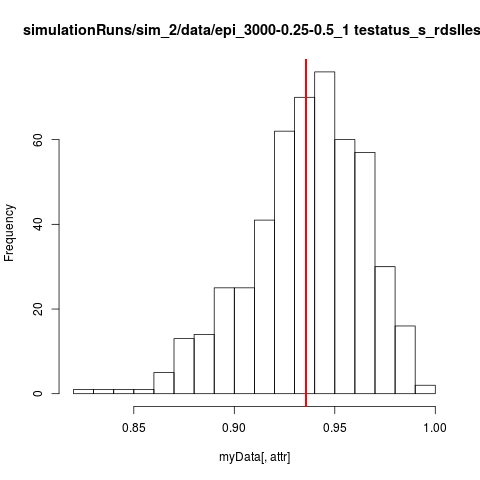 simulationRuns/sim_2/data/epi_3000-0.25-0.5_1 testatus_s_rdslles
Frequency
60
40
20
0
0.85 0.90 0.95 1.00
myData[, attr]